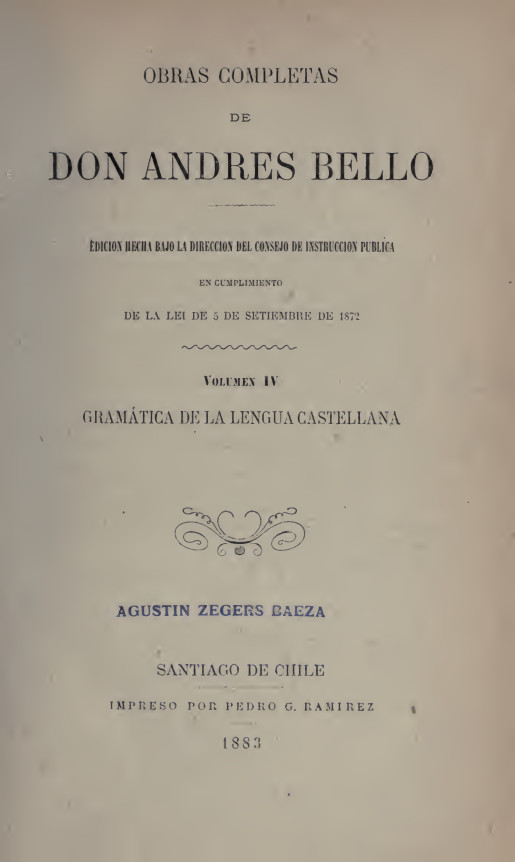 OBRAS COMPLETAS
DE
DON ANDRES BELLO
EDICION HECHA BAJO LA DIRECCION DEL CONSEJO DE INSTRUCCION PUBLICA
EN CUMPLIMIENTO
DE LA LEI DE 5 DE SETIEMBRE DE 1872
VOLUMEN IV
GRAMÁTICA DE LA LENGUA CASTELLANA
AGUSTIN ZEGERS BAEZA
SANTIAGO DE CHILE
IMPRESO POR PEDRO G. RAMIREZ
1883